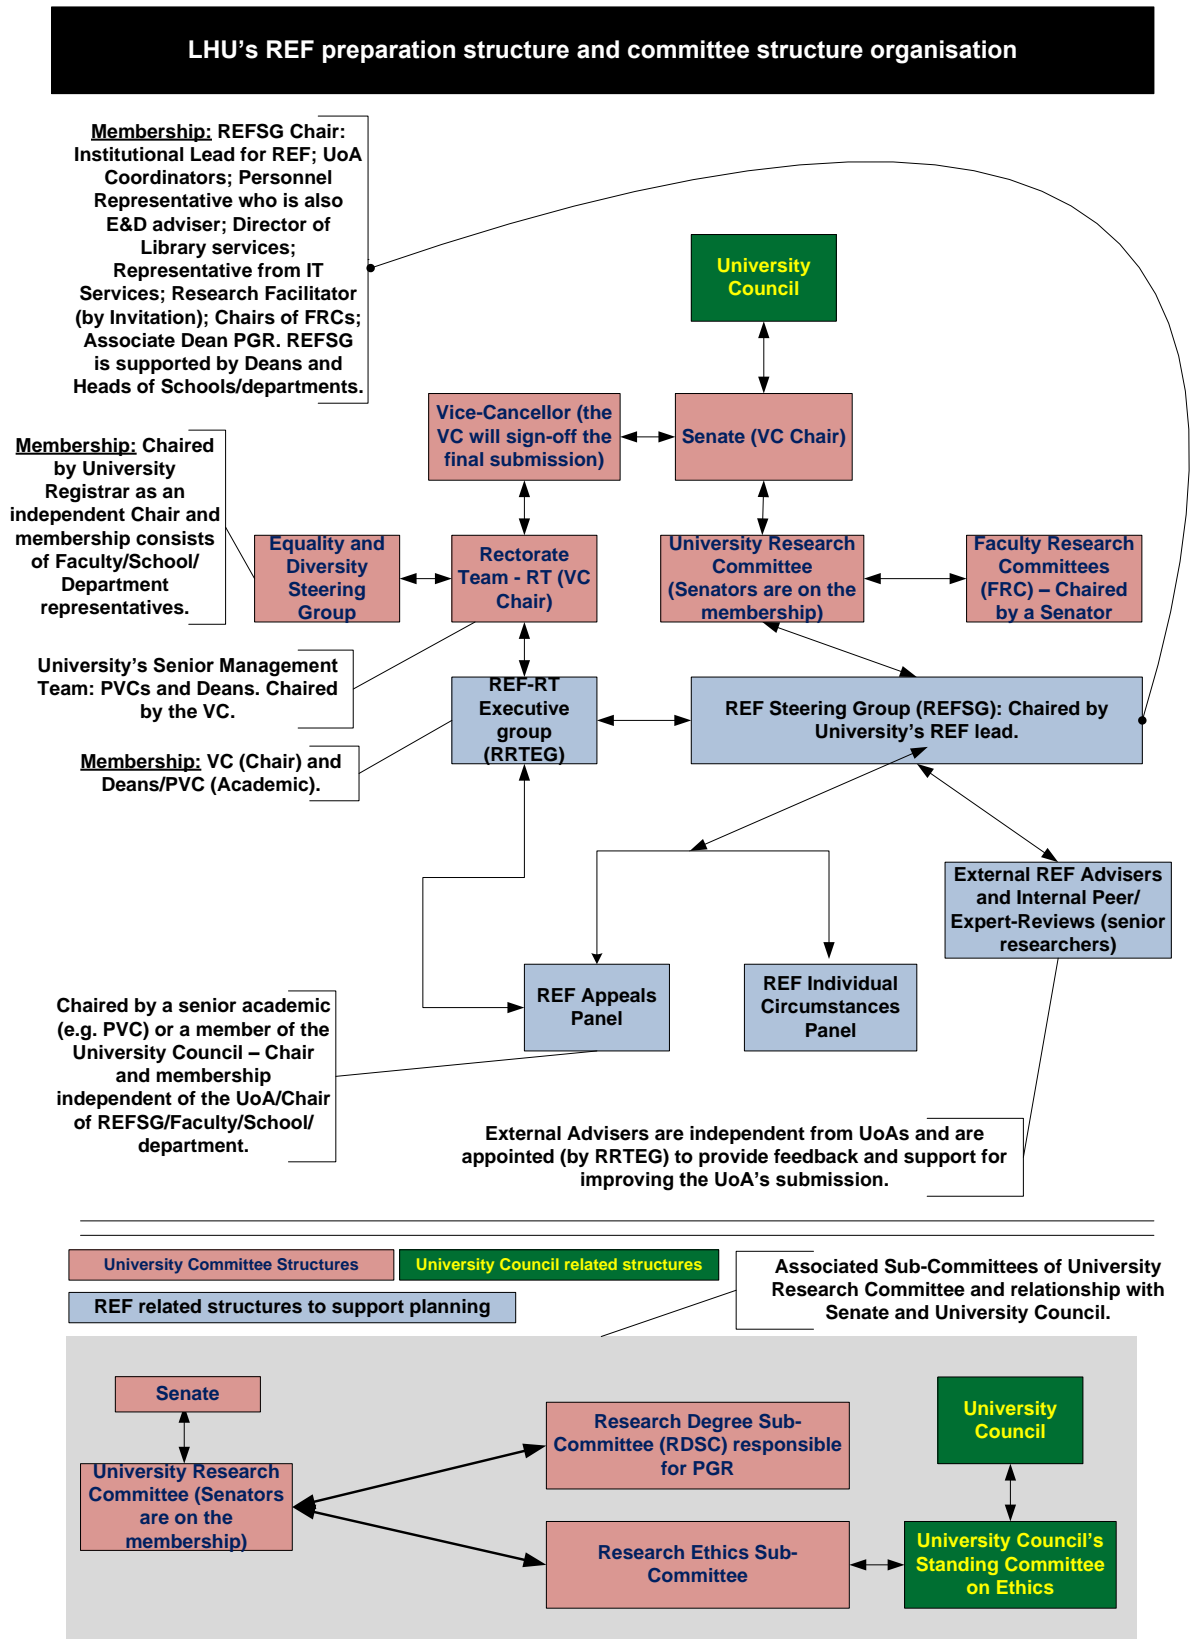 LHU's REF preparation structure and committee structure organisation
Membership: REFSG Chair:
Institutional Lead for REF; UoA
Coordinators; Personnel
Representative who is also
E&D adviser; Director of
Library services;
Representative from IT
Services; Research Facilitator
(by Invitation); Chairs of FRCs;
Associate Dean PGR. REFSG
is supported by Deans and
Heads of Schools/departments.
University
Council
Vice-Cancellor (the
VC will sign-off the
final submission)
Senate (VC Chair)
Membership: Chaired
by University
Registrar as an
independent Chair and
membership consists
of Faculty/School/
Department
representatives.
Equality and
Diversity
Steering
Group
Rectorate
Team - RT (VC
Chair)
University Research
Committee
(Senators are on the
membership)
Faculty Research
Committees
(FRC) – Chaired
by a Senator
University's Senior Management
Team: PVCs and Deans. Chaired
by the VC.
REF-RT
Executive
group
(RRTEG)
REF Steering Group (REFSG): Chaired by
University's REF lead.
Membership: VC (Chair) and
Deans/PVC (Academic).
External REF Advisers
and Internal Peer/
Expert-Reviews (senior
researchers)
REF Appeals
Panel
REF Individual
Circumstances
Panel
Chaired by a senior academic
(e.g. PVC) or a member of the
University Council – Chair
and membership
independent of the UoA/Chair
of REFSG/Faculty/School/
department.
External Advisers are independent from UoAs and are
appointed (by RRTEG) to provide feedback and support for
improving the UoA's submission.
University Committee Structures
University Council related structures
REF related structures to support planning
Associated Sub-Committees of University
Research Committee and relationship with
Senate and University Council.
Senate
University Research
Committee (Senators
are on the
membership)
Research Degree Sub-
Committee (RDSC) responsible
for PGR
University
Council
Research Ethics Sub-
Committee
University Council's
Standing Committee
on Ethics